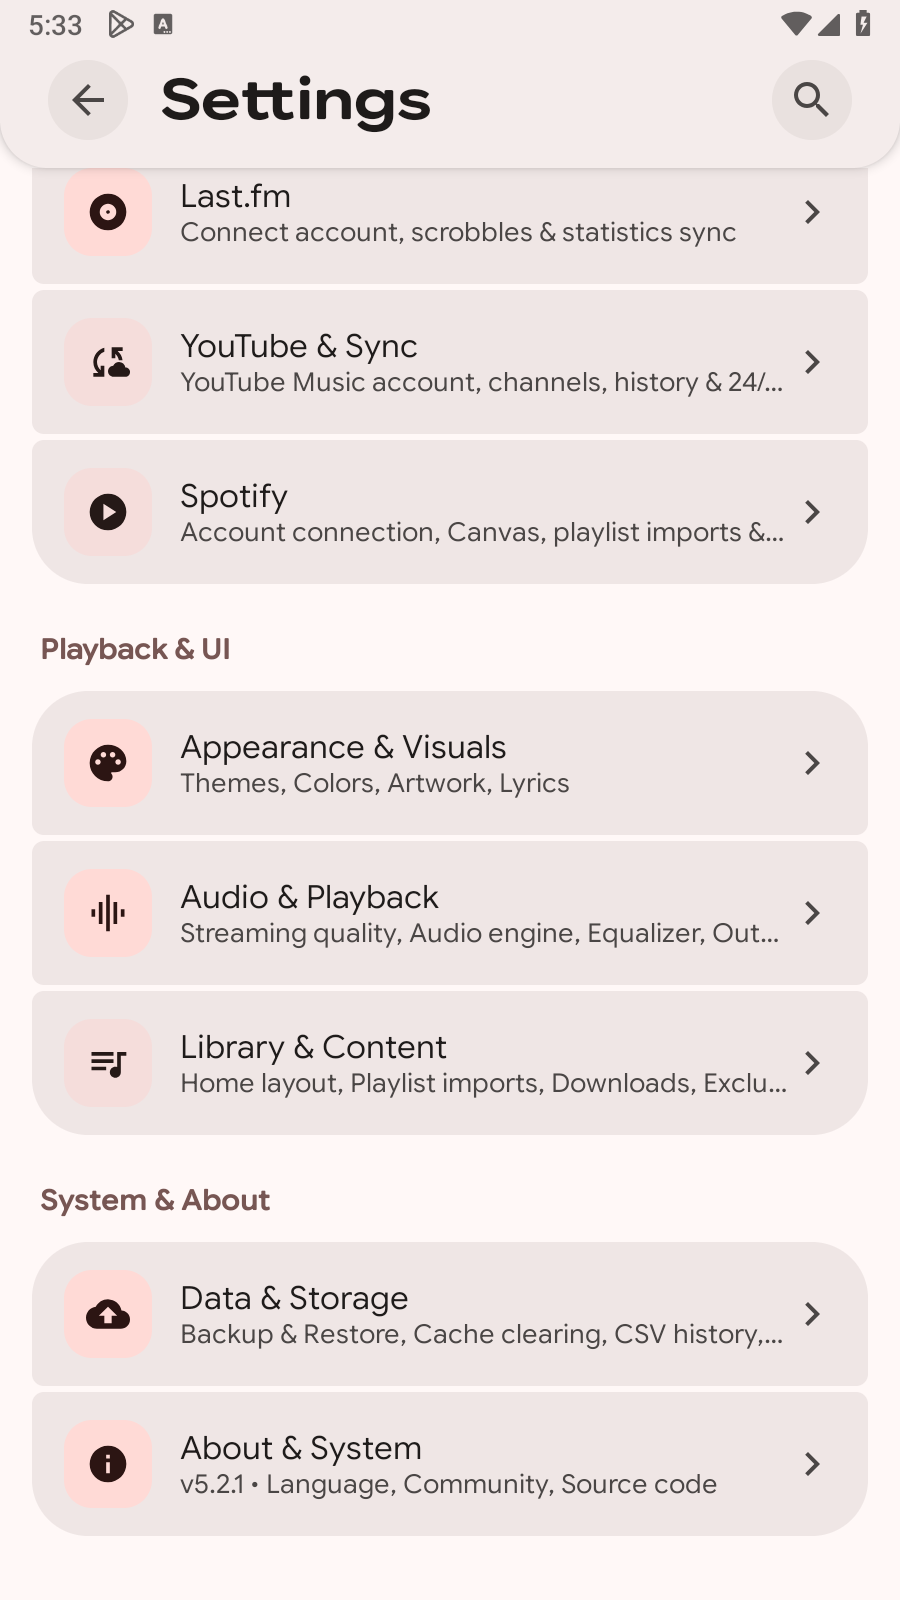 5:33
Settings
Last.fm
Connect account, scrobbles & statistics sync
YouTube & Sync
YouTube Music account, channels, history & 24/...
Spotify
Account connection, Canvas, playlist imports &...
Playback & UI
Appearance & Visuals
Themes, Colors, Artwork, Lyrics
Audio & Playback
Streaming quality, Audio engine, Equalizer, Out...
Library & Content
Home layout, Playlist imports, Downloads, Exclu...
System & About
Data & Storage
Backup & Restore, Cache clearing, CSV history,...
About & System
v5.2.1 • Language, Community, Source code